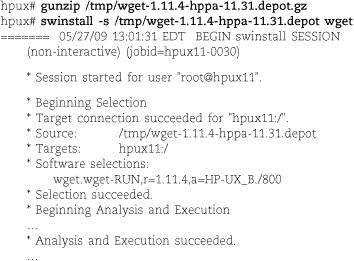 hpux# gunzip /tmp/wget-1.11.4-hppa-11.31.depot.gz
hpux# swinstall -s /tmp/wget-1.11.4-hppa-11.31.depot wget
======= 05/27/09 13:01:31 EDT BEGIN swinstall SESSION
(non-interactive) (jobid=hpux11-0030)
* Session started for user "root@hpux11".
* Beginning Selection
* Target connection succeeded for "hpux11:/".
* Source: /tmp/wget-1.11.4-hppa-11.31.depot
* Targets: hpux11:/
* Software selections:
wget.wget-RUN,r=1.11.4,a=HP-UX_B./800
* Selection succeeded.
* Beginning Analysis and Execution
...
* Analysis and Execution succeeded.
...